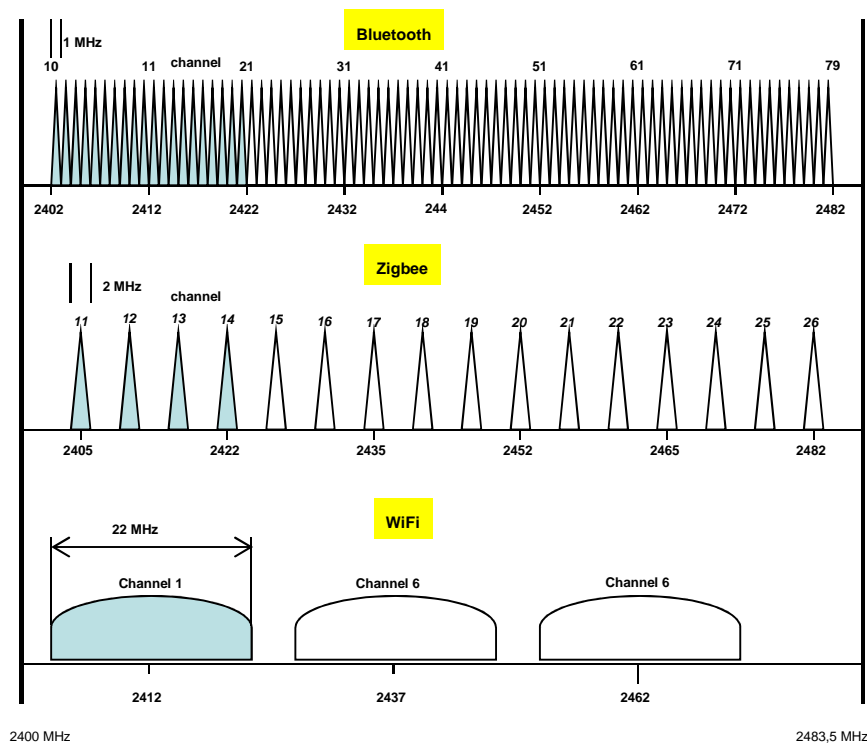 Bluetooth
1 MHz
10 11 channel 21 31 41 51 61 71 79
2402 2412 2422 2432 244 2452 2462 2472 2482
Zigbee
2 MHz
channel
11 12 13 14 15 16 17 18 19 20 21 22 23 24 25 26
2405 2422 2435 2452 2465 2482
WiFi
22 MHz
Channel 1 Channel 6 Channel 6
2412 2437 2462
2400 MHz 2483,5 MHz